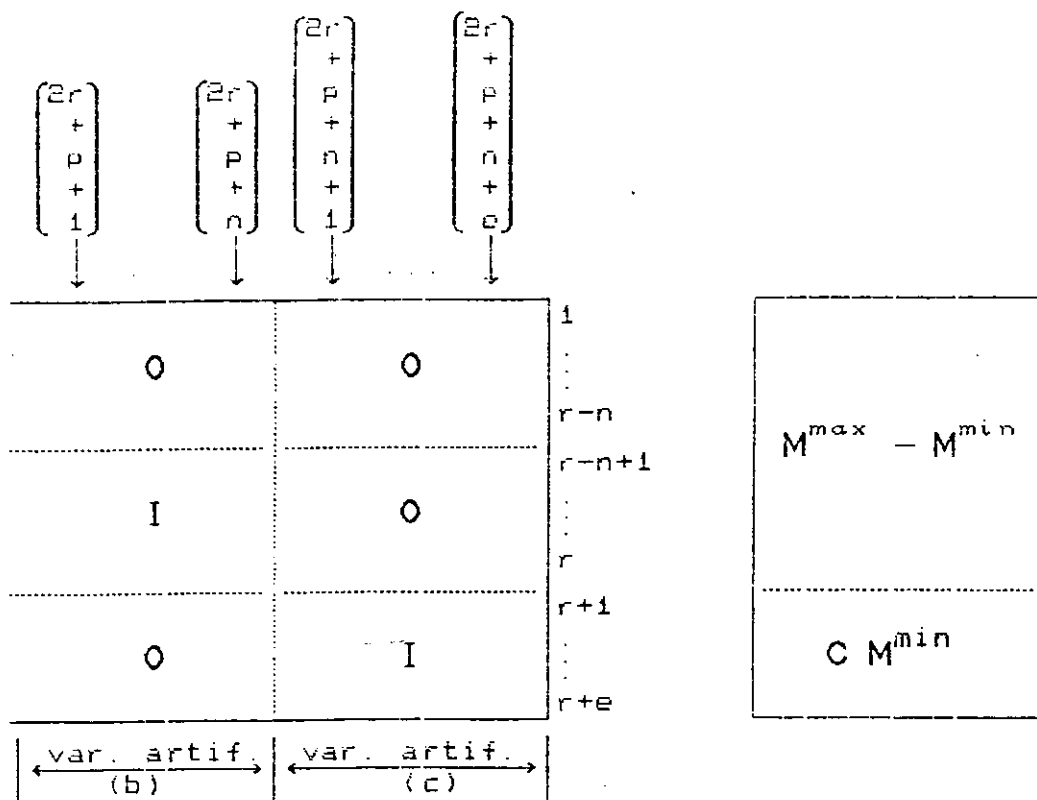 2r + p + 1
2r + p + n
2r + p + n + 1
2r + p + n + e
O O
1
:
r-n
r-n+1
I O
:
r
r+1
O I
:
r+e
M^max - M^min
C M^min
var. artif. (b)
var. artif. (c)